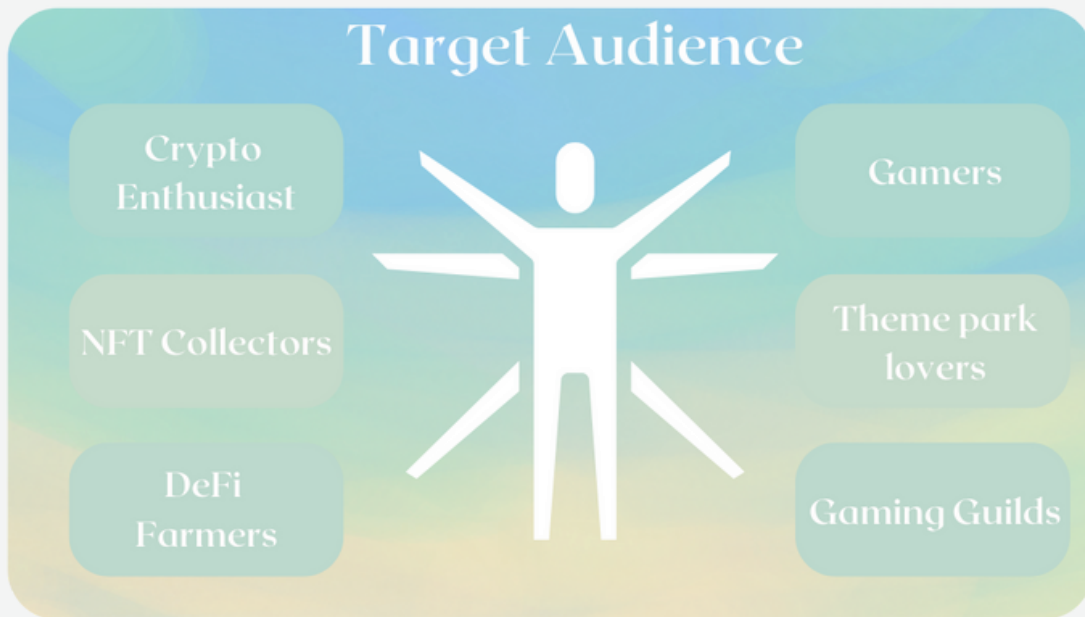 Target Audience
Crypto
Enthusiast
NFT Collectors
DeFi
Farmers
Gamers
Theme park
lovers
Gaming Guilds